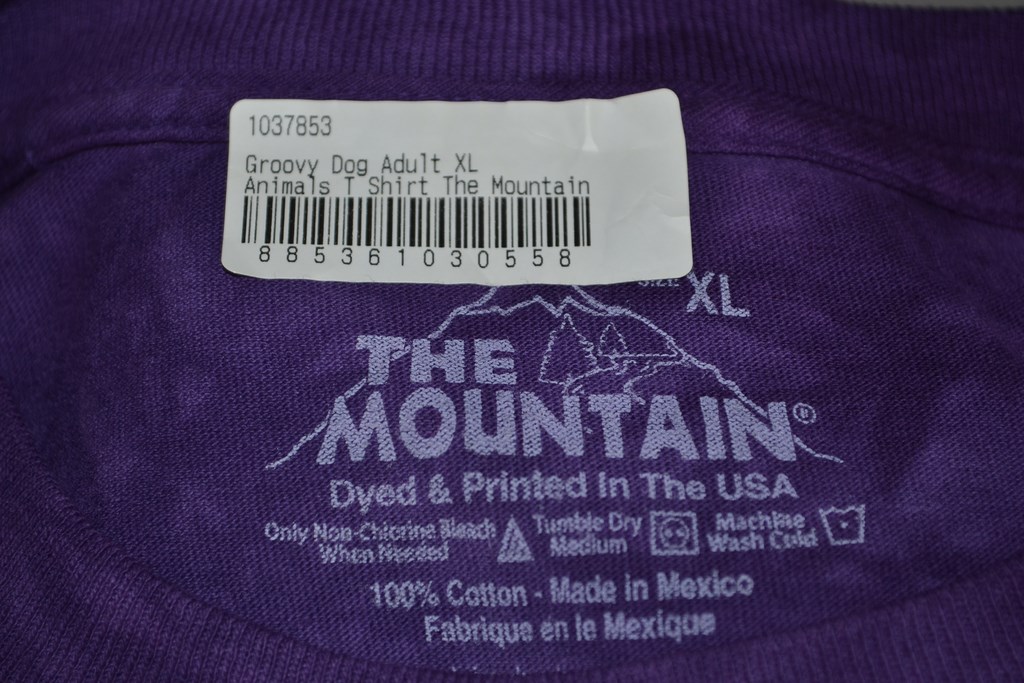 1037853
Groovy Dog Adult XL
Animals T Shirt The Mountain
885361030558
SIZE XL
THE
MOUNTAIN®
Dyed & Printed In The USA
Only Non-Chlorine Bleach
When Needed
Tumble Dry
Medium
Machine
Wash Cold
100% Cotton - Made in Mexico
Fabrique en le Mexique